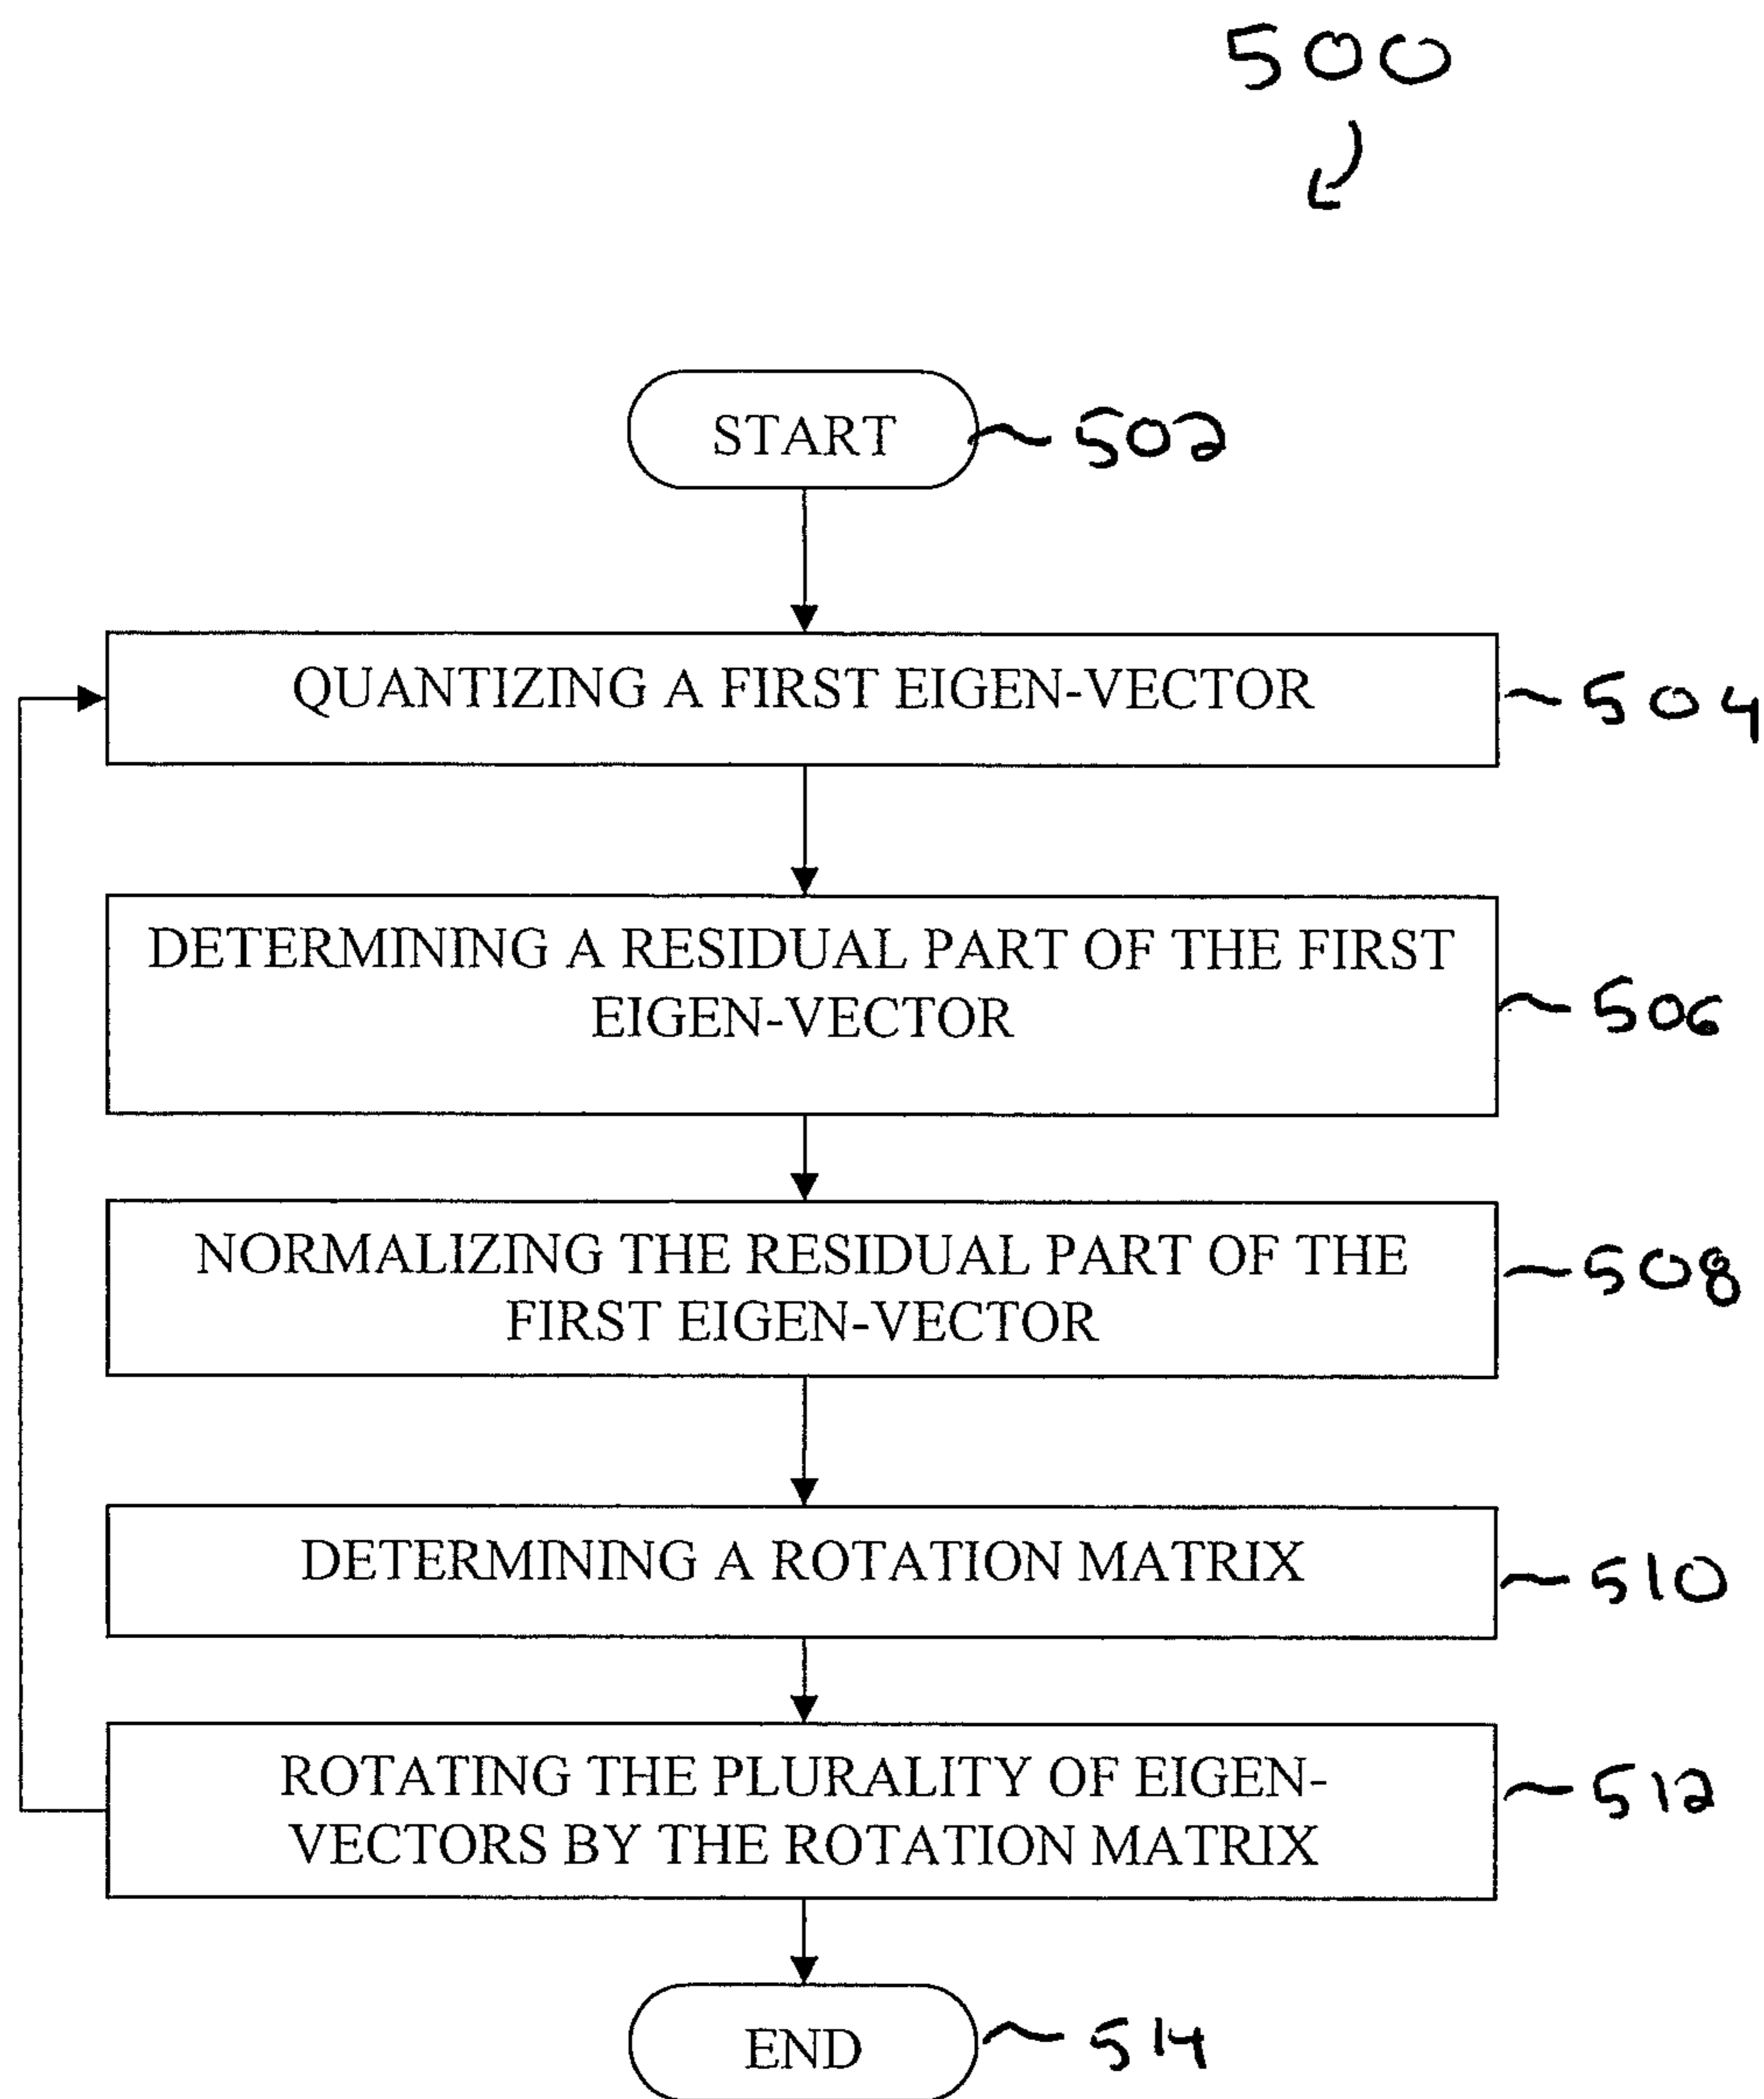 500
START
502
QUANTIZING A FIRST EIGEN-VECTOR
504
DETERMINING A RESIDUAL PART OF THE FIRST
EIGEN-VECTOR
506
NORMALIZING THE RESIDUAL PART OF THE
FIRST EIGEN-VECTOR
508
DETERMINING A ROTATION MATRIX
510
ROTATING THE PLURALITY OF EIGEN-
VECTORS BY THE ROTATION MATRIX
512
END
514